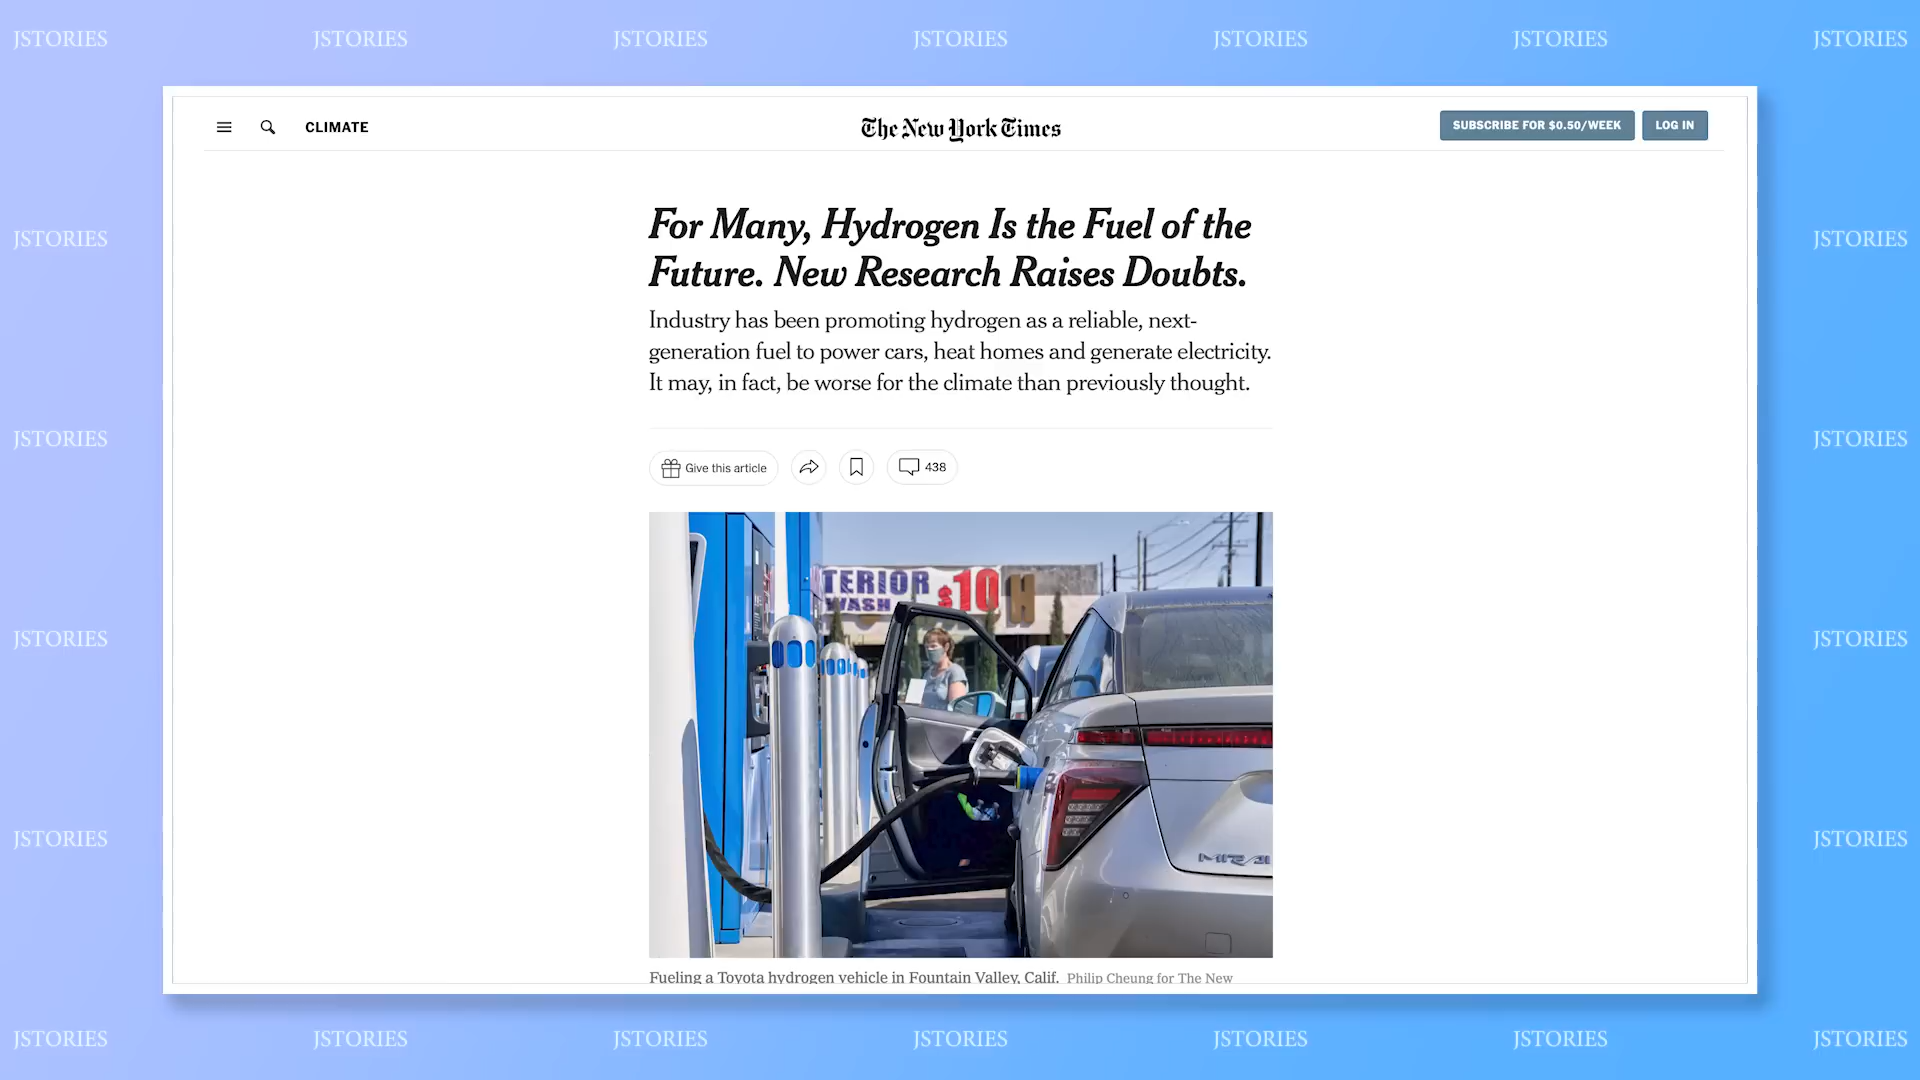 JSTORIES JSTORIES JSTORIES JSTORIES JSTORIES JSTORIES JSTORIES
CLIMATE
The New York Times
SUBSCRIBE FOR $0.50/WEEK
LOG IN
For Many, Hydrogen Is the Fuel of the
Future. New Research Raises Doubts.
JSTORIES JSTORIES
Industry has been promoting hydrogen as a reliable, next-
generation fuel to power cars, heat homes and generate electricity.
It may, in fact, be worse for the climate than previously thought.
JSTORIES JSTORIES
Give this article
438
TERIOR
WASH
$10
H
JSTORIES JSTORIES
MIRAI
JSTORIES JSTORIES
Fueling a Toyota hydrogen vehicle in Fountain Valley, Calif. Philip Cheung for The New
JSTORIES JSTORIES JSTORIES JSTORIES JSTORIES JSTORIES JSTORIES